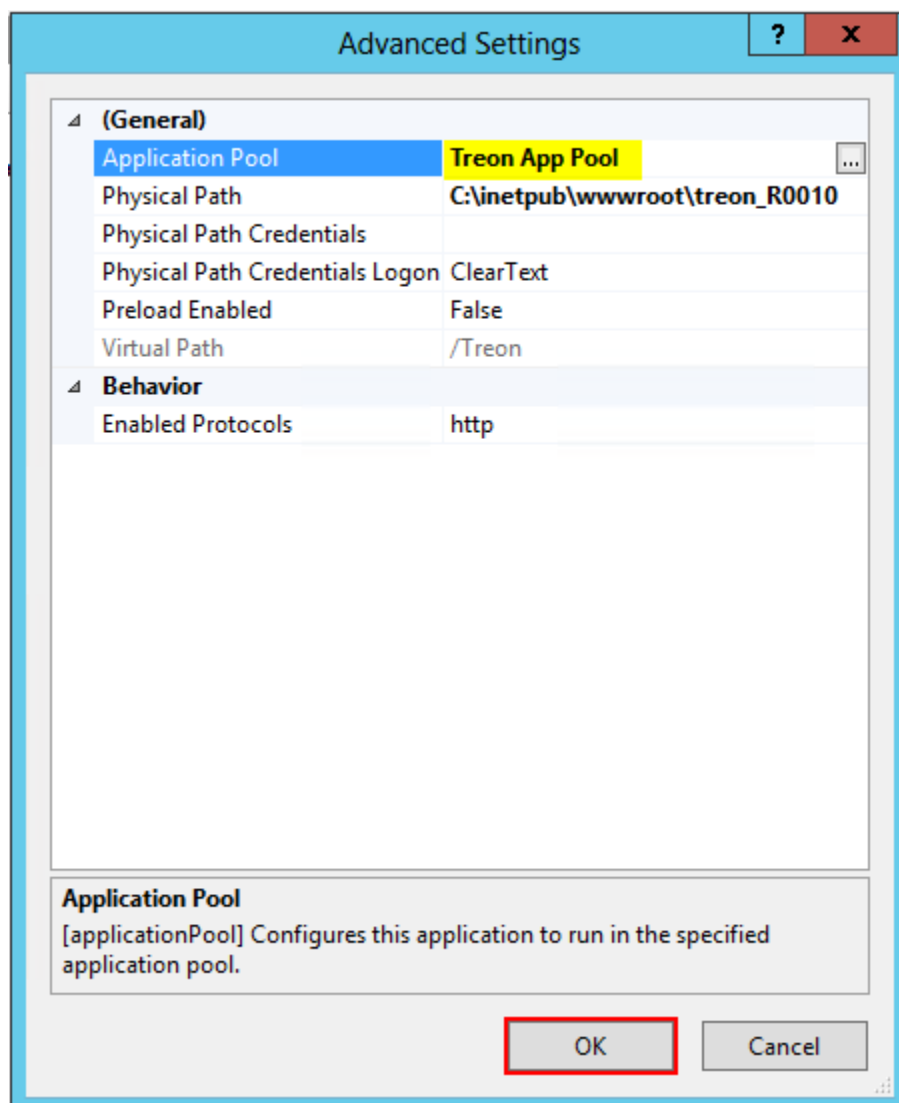 Advanced Settings
? x
(General)
Application Pool Treon App Pool ...
Physical Path C:\inetpub\wwwroot\treon_R0010
Physical Path Credentials
Physical Path Credentials Logon ClearText
Preload Enabled False
Virtual Path /Treon
Behavior
Enabled Protocols http
Application Pool
[applicationPool] Configures this application to run in the specified
application pool.
OK Cancel